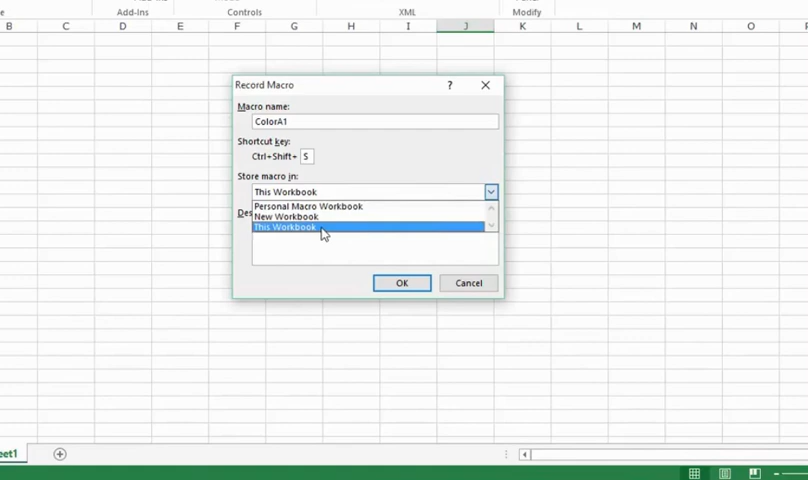 Add-Ins Controls XML Modify
B C D E F G H I J K L M N O
Record Macro ?
Macro name:
ColorA1
Shortcut key:
Ctrl+Shift+ S
Store macro in:
This Workbook
Personal Macro Workbook
New Workbook
This Workbook
Des
OK Cancel
eet1